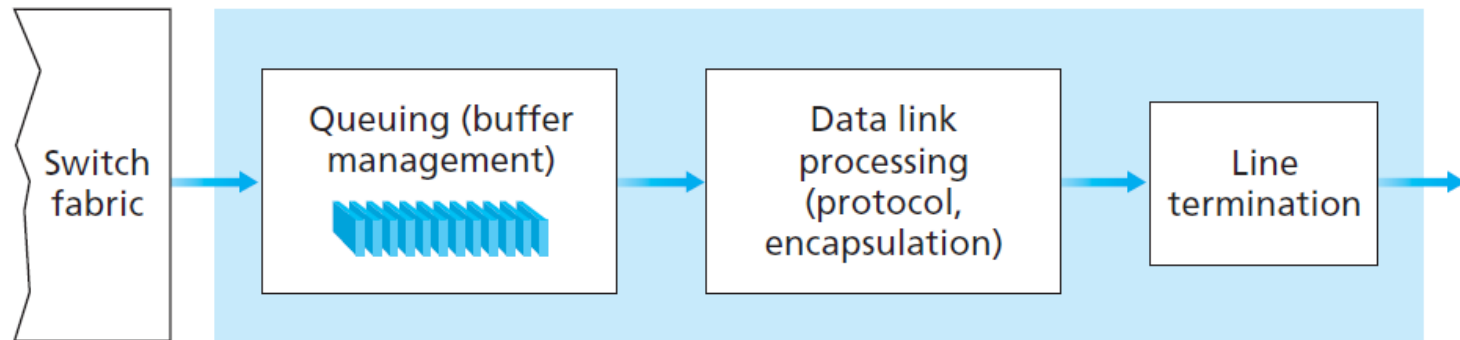 Switch
fabric
Queuing (buffer
management)
Data link
processing
(protocol,
encapsulation)
Line
termination